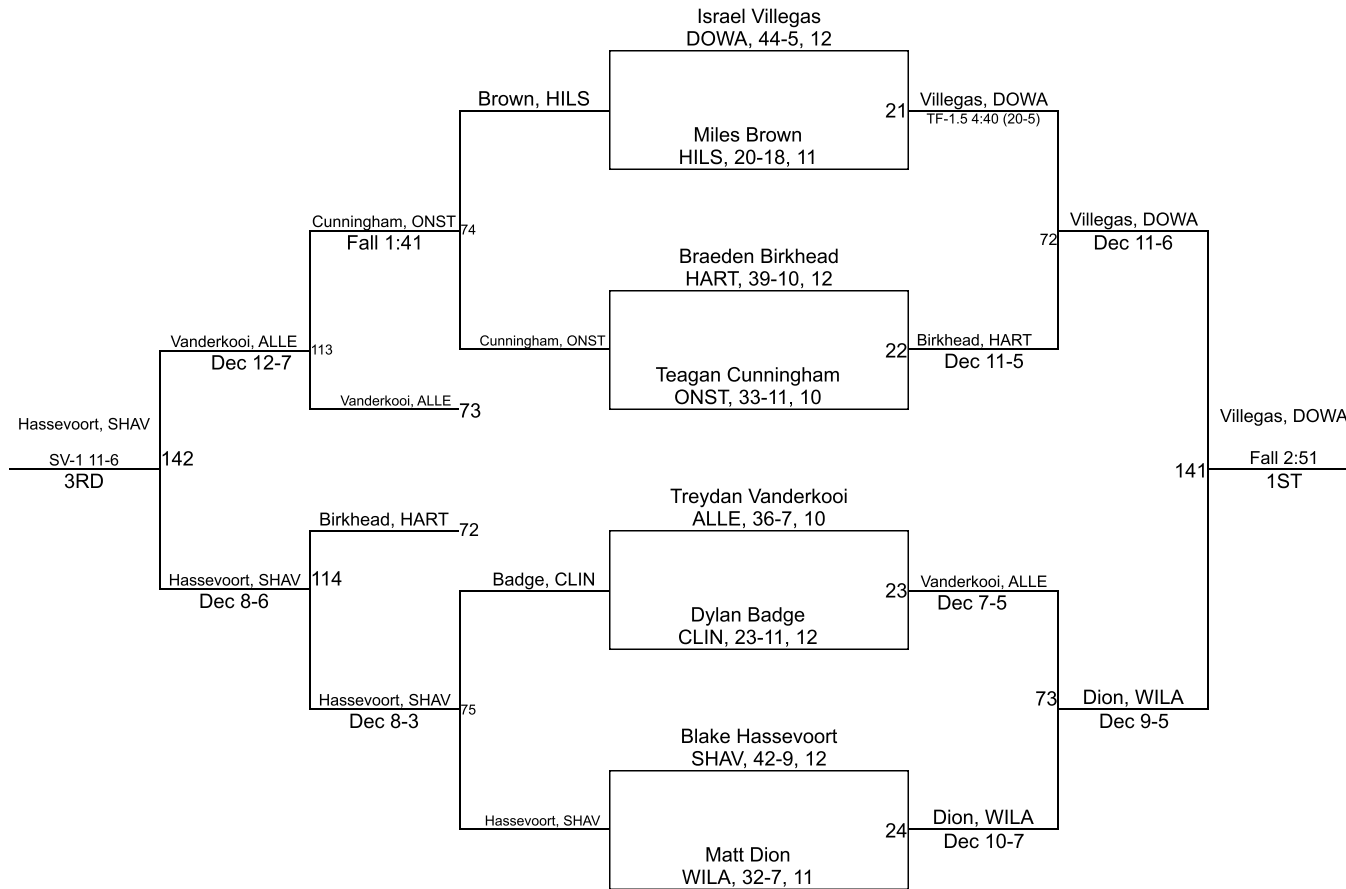 Israel Villegas
DOWA, 44-5, 12
Brown, HILS
21
Villegas, DOWA
TF-1.5 4:40 (20-5)
Miles Brown
HILS, 20-18, 11
Cunningham, ONST
74
Fall 1:41
Villegas, DOWA
72
Dec 11-6
Braeden Birkhead
HART, 39-10, 12
Vanderkooi, ALLE
113
Dec 12-7
Cunningham, ONST
22
Birkhead, HART
Dec 11-5
Teagan Cunningham
ONST, 33-11, 10
Vanderkooi, ALLE
73
Hassevoort, SHAV
142
SV-1 11-6
3RD
Villegas, DOWA
141
Fall 2:51
1ST
Treydan Vanderkooi
ALLE, 36-7, 10
Birkhead, HART
72
Hassevoort, SHAV
114
Dec 8-6
Badge, CLIN
23
Vanderkooi, ALLE
Dec 7-5
Dylan Badge
CLIN, 23-11, 12
Hassevoort, SHAV
75
Dec 8-3
73
Dion, WILA
Dec 9-5
Blake Hassevoort
SHAV, 42-9, 12
Hassevoort, SHAV
24
Dion, WILA
Dec 10-7
Matt Dion
WILA, 32-7, 11